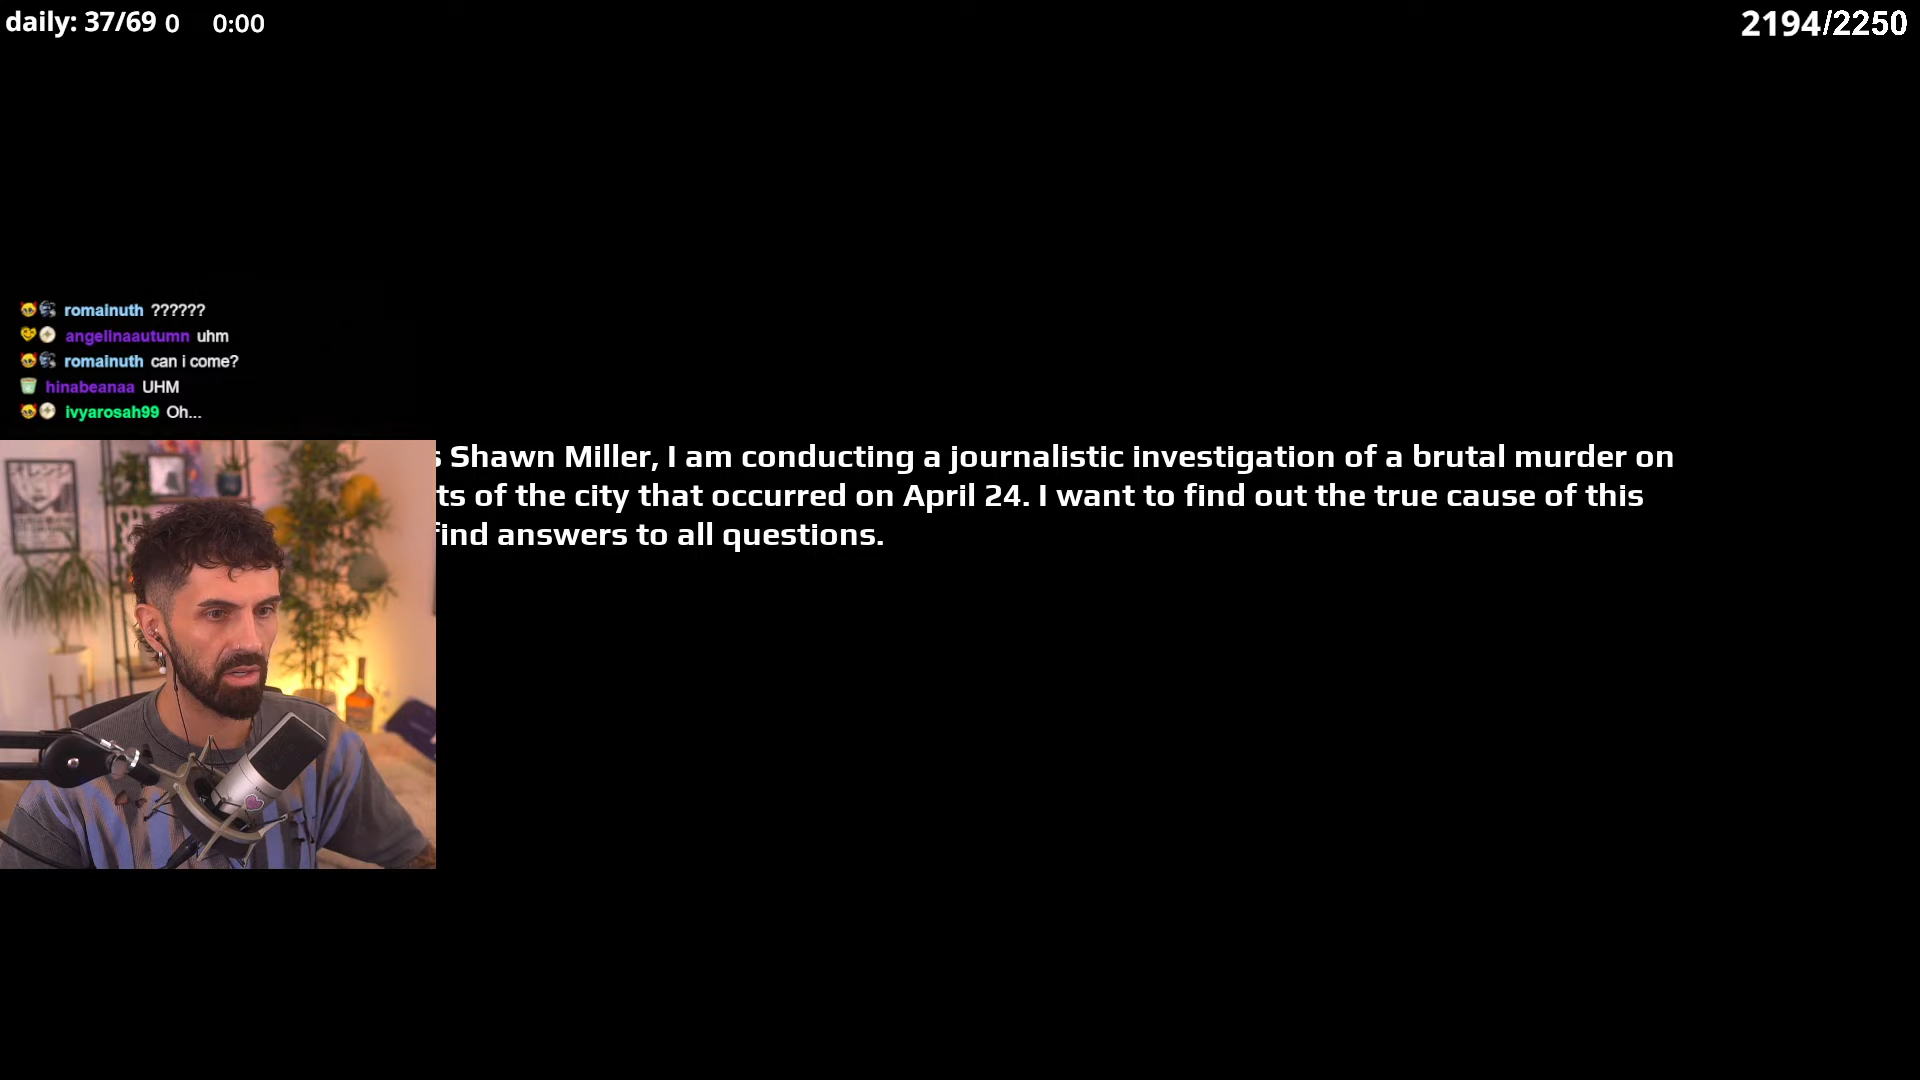 daily: 37/69 0 0:00
2194/2250
romainuth ??????
angelinaautumn uhm
romainuth can i come?
hinabeanaa UHM
ivyarosah99 Oh...
Shawn Miller, I am conducting a journalistic investigation of a brutal murder on
ts of the city that occurred on April 24. I want to find out the true cause of this
find answers to all questions.